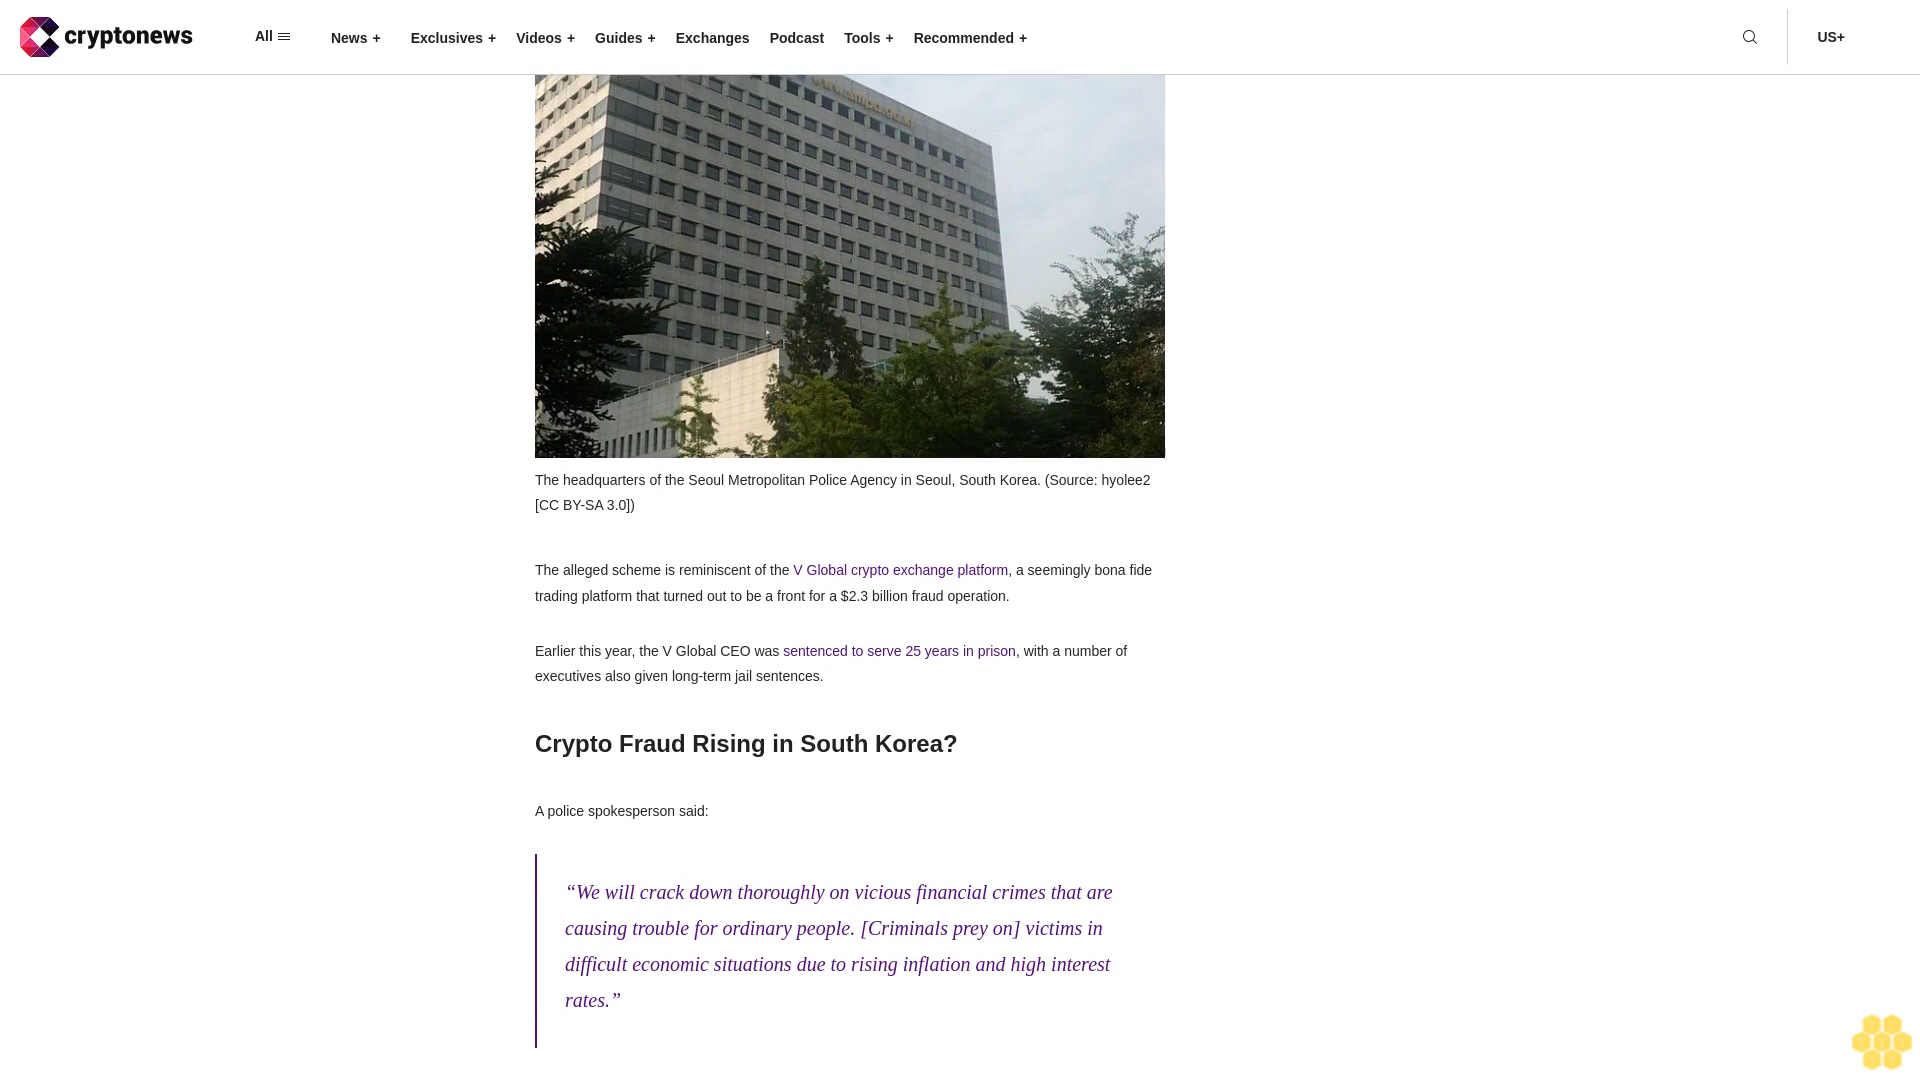 cryptonews
All
News +
Exclusives +
Videos +
Guides +
Exchanges
Podcast
Tools +
Recommended +
US+
The headquarters of the Seoul Metropolitan Police Agency in Seoul, South Korea. (Source: hyolee2
[CC BY-SA 3.0])
The alleged scheme is reminiscent of the V Global crypto exchange platform, a seemingly bona fide
trading platform that turned out to be a front for a $2.3 billion fraud operation.
Earlier this year, the V Global CEO was sentenced to serve 25 years in prison, with a number of
executives also given long-term jail sentences.
Crypto Fraud Rising in South Korea?
A police spokesperson said:
“We will crack down thoroughly on vicious financial crimes that are
causing trouble for ordinary people. [Criminals prey on] victims in
difficult economic situations due to rising inflation and high interest
rates.”